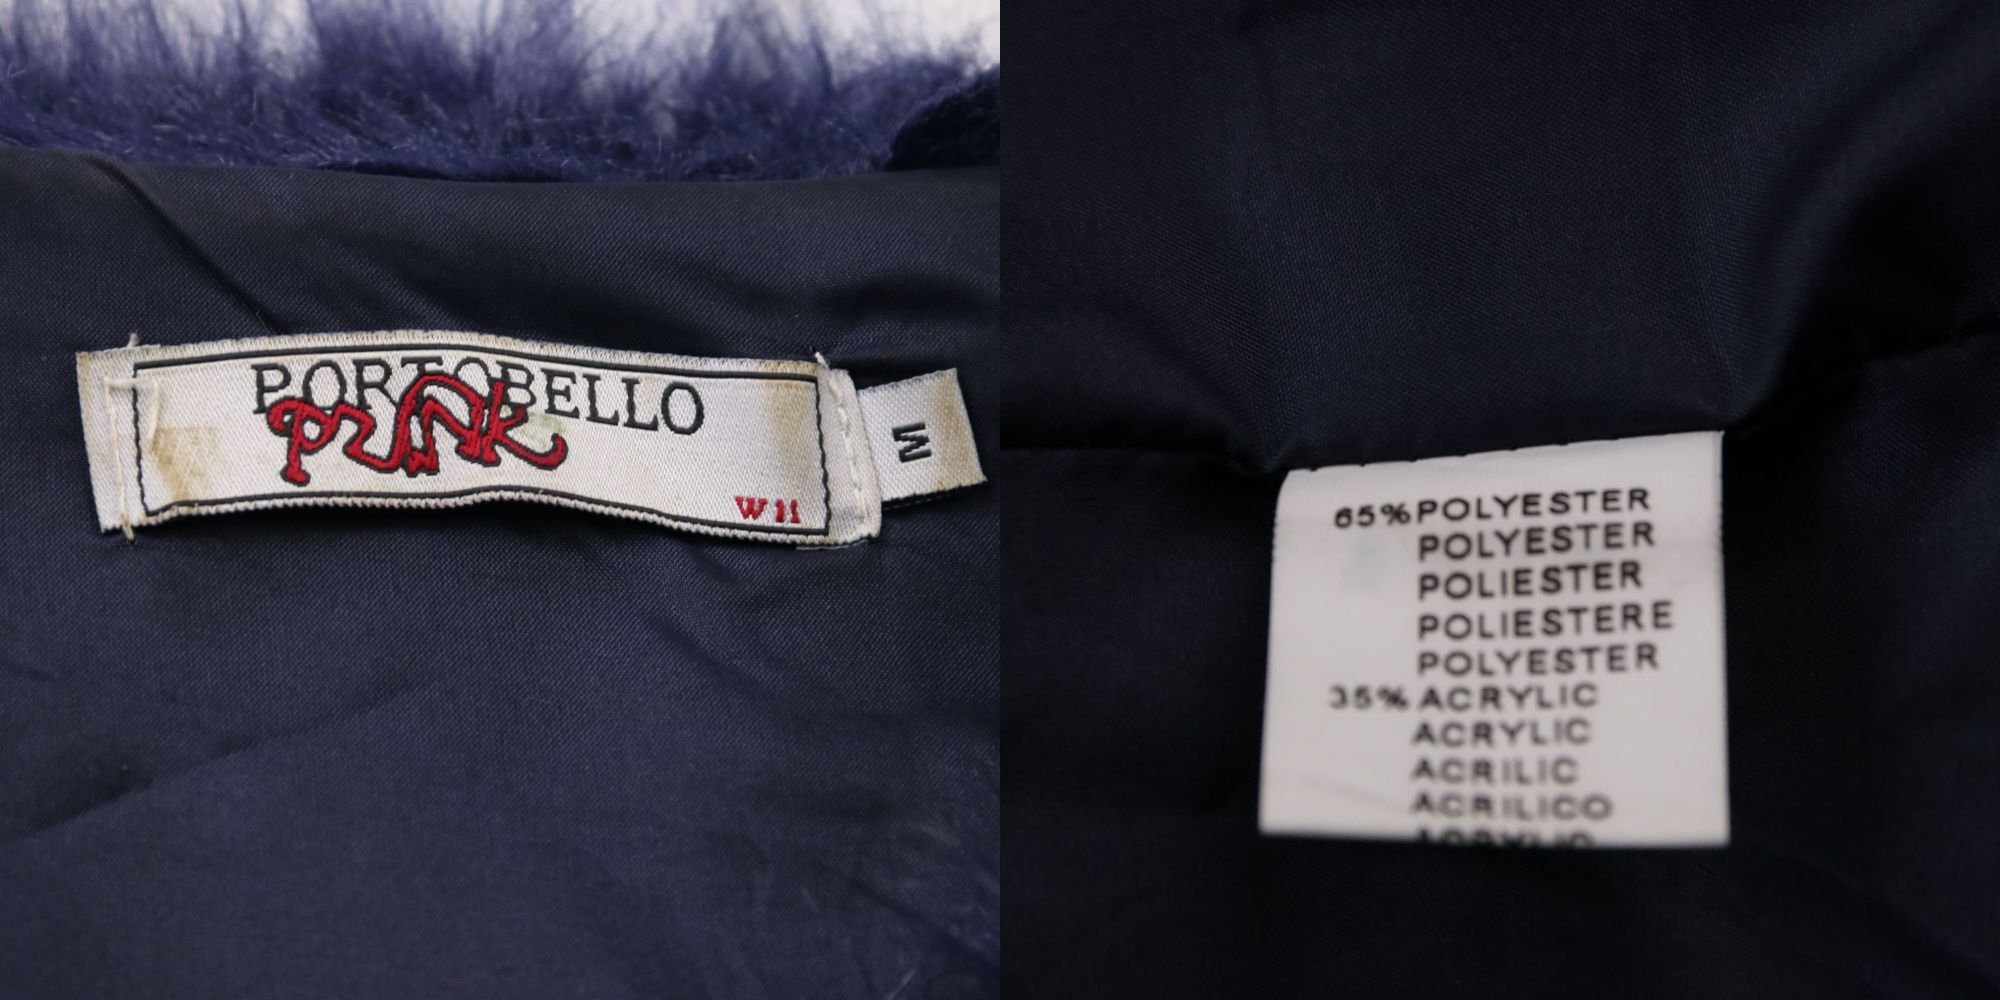 PORTOBELLO
punk
W11
M
65% POLYESTER
POLYESTER
POLIESTER
POLIESTERE
POLYESTER
35% ACRYLIC
ACRYLIC
ACRILIC
ACRILICO